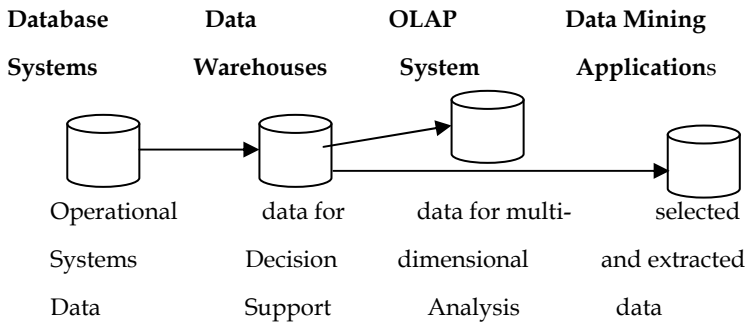 Database Data OLAP Data Mining
Systems Warehouses System Applications
Operational data for data for multi- selected
Systems Decision dimensional and extracted
Data Support Analysis data